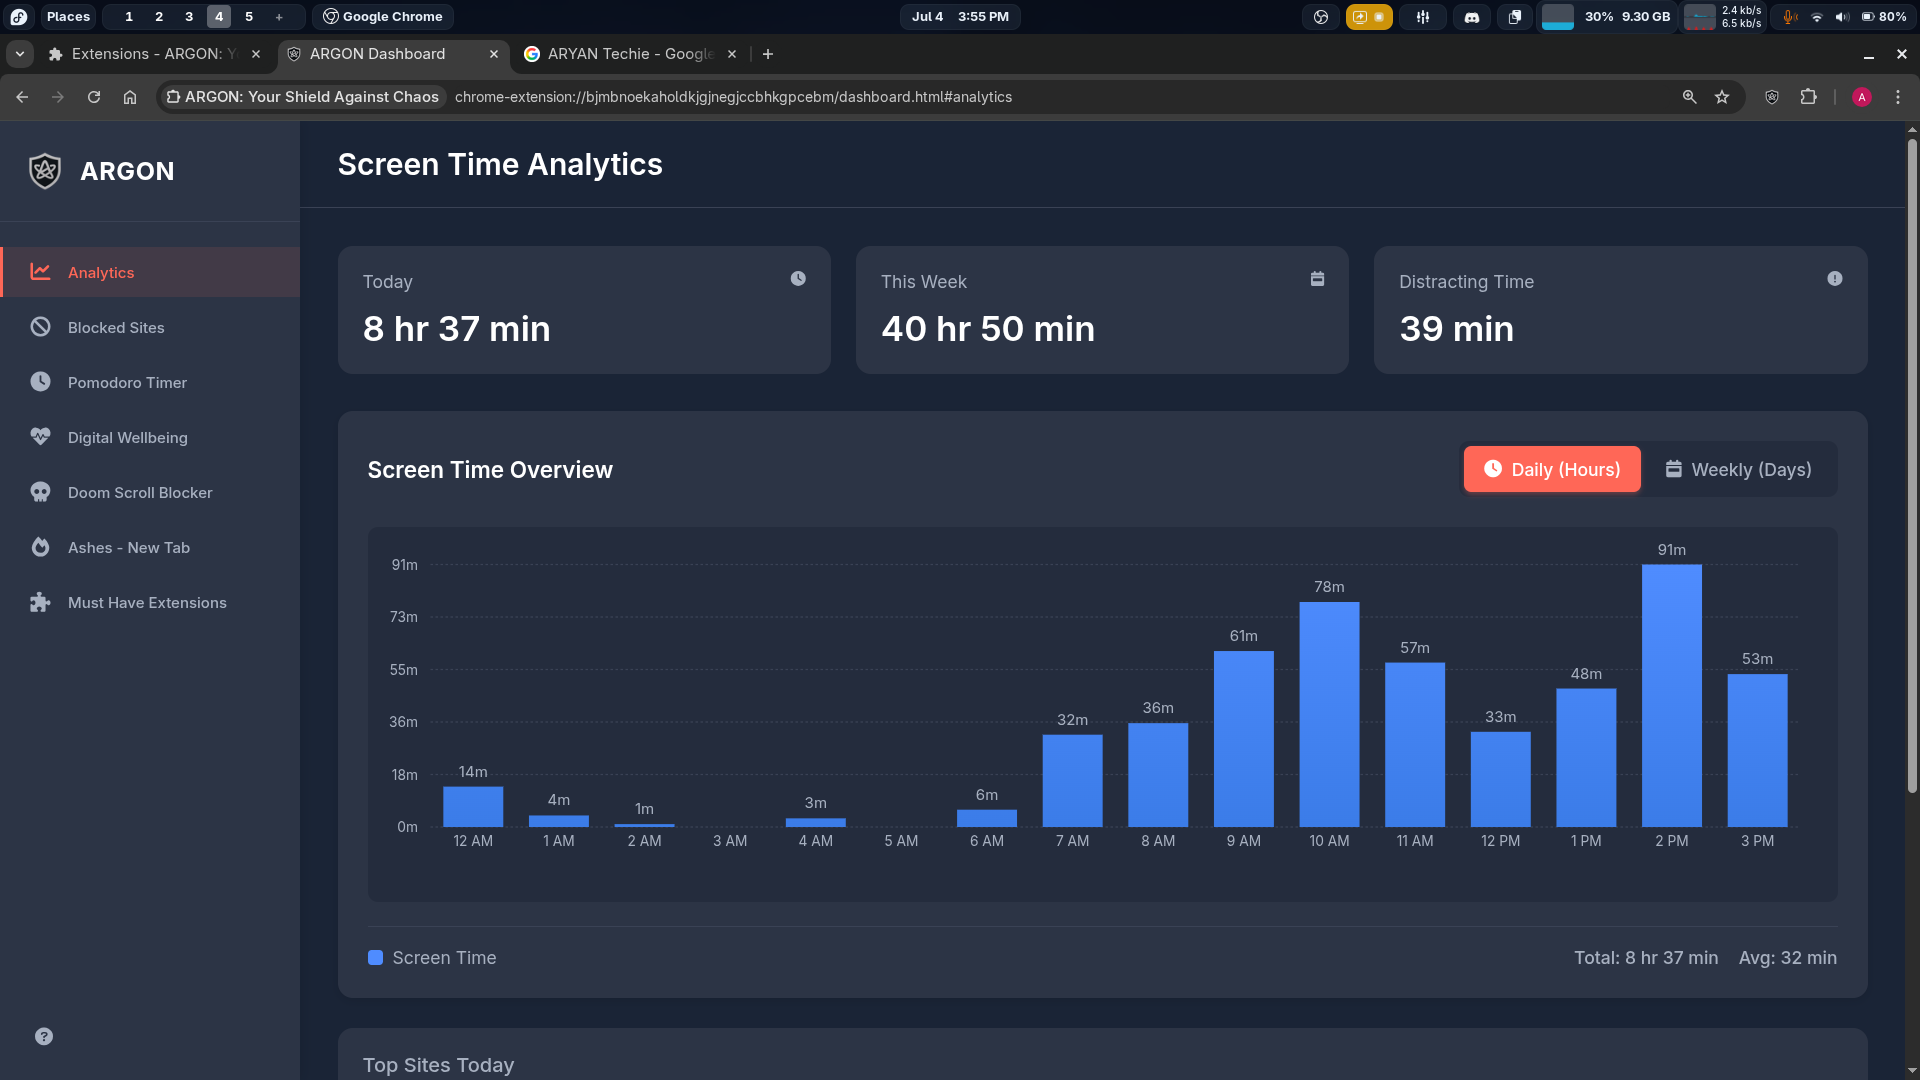 Places 1 2 3 4 5 + Google Chrome Jul 4 3:55 PM 30% 9.30 GB 2.4 kb/s 6.5 kb/s 80%
Extensions - ARGON: Y ARGON Dashboard ARYAN Techie - Google
ARGON: Your Shield Against Chaos chrome-extension://bjmbnoekaholdkjgjnegjccbhkgpcebm/dashboard.html#analytics A
ARGON
Analytics
Blocked Sites
Pomodoro Timer
Digital Wellbeing
Doom Scroll Blocker
Ashes - New Tab
Must Have Extensions
?
Screen Time Analytics
Today
8 hr 37 min
This Week
40 hr 50 min
Distracting Time
39 min
Screen Time Overview
Daily (Hours) Weekly (Days)
91m
73m
55m
36m
18m
0m
14m 4m 1m 3m 6m 32m 36m 61m 78m 57m 33m 48m 91m 53m
12 AM 1 AM 2 AM 3 AM 4 AM 5 AM 6 AM 7 AM 8 AM 9 AM 10 AM 11 AM 12 PM 1 PM 2 PM 3 PM
Screen Time Total: 8 hr 37 min Avg: 32 min
Top Sites Today